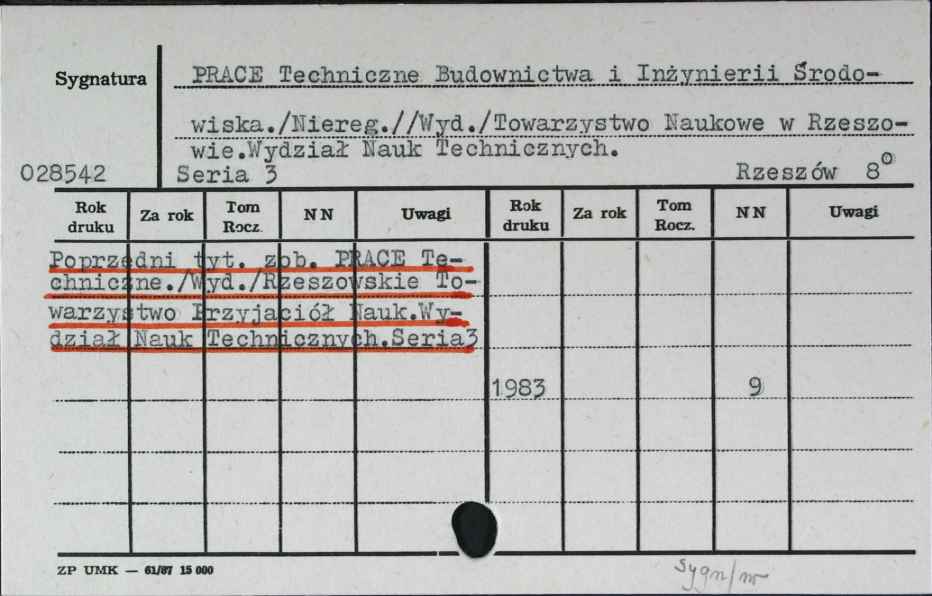 Sygnatura
PRACE Techniczne Budownictwa i Inżynierii Środo-
wiska./Niereg.//Wyd./Towarzystwo Naukowe w Rzeszo-
wie.Wydział Nauk Technicznych.
028542 Seria 3 Rzeszów 8°
Rok druku Za rok Tom Rocz. NN Uwagi Rok druku Za rok Tom Rocz. NN Uwagi
Poprzedni tyt. zob. PRACE Te-
chniczne./Wyd./Rzeszowskie To-
warzystwo Przyjaciół Nauk.Wy-
dział Nauk Technicznych.Seria3
1983 9
ZP UMK — 61/87 15 000
Sygn/